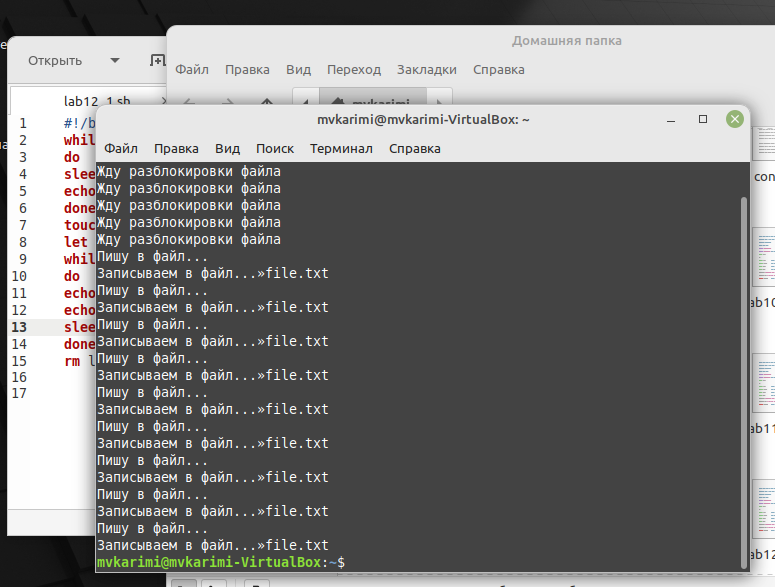 Домашняя папка
Открыть
Файл Правка Вид Переход Закладки Справка
lab12_1.sh
mvkarimi
mvkarimi@mvkarimi-VirtualBox: ~
Файл Правка Вид Поиск Терминал Справка
1 #!/b
2 whil
3 do
4 slee
5 echo
6 done
7 touc
8 let
9 whil
10 do
11 echo
12 echo
13 slee
14 done
15 rm l
16
17
Жду разблокировки файла
Жду разблокировки файла
Жду разблокировки файла
Жду разблокировки файла
Жду разблокировки файла
Пишу в файл...
Записываем в файл...»file.txt
Пишу в файл...
Записываем в файл...»file.txt
Пишу в файл...
Записываем в файл...»file.txt
Пишу в файл...
Записываем в файл...»file.txt
Пишу в файл...
Записываем в файл...»file.txt
Пишу в файл...
Записываем в файл...»file.txt
Пишу в файл...
Записываем в файл...»file.txt
Пишу в файл...
Записываем в файл...»file.txt
Пишу в файл...
Записываем в файл...»file.txt
mvkarimi@mvkarimi-VirtualBox:~$
con
ab10
ab11
ab12